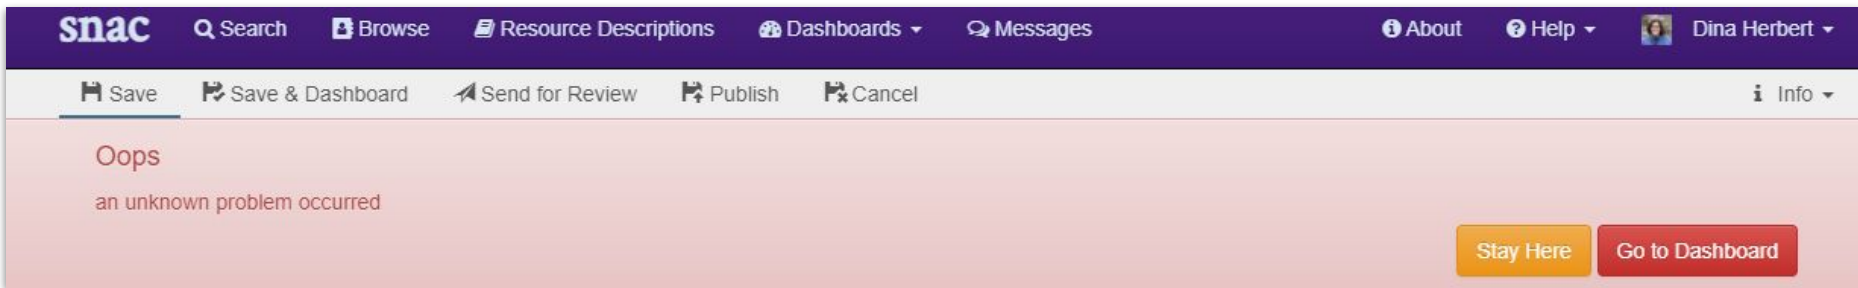 snac Search Browse Resource Descriptions Dashboards Messages About Help Dina Herbert
Save Save & Dashboard Send for Review Publish Cancel Info
Oops
an unknown problem occurred
Stay Here Go to Dashboard